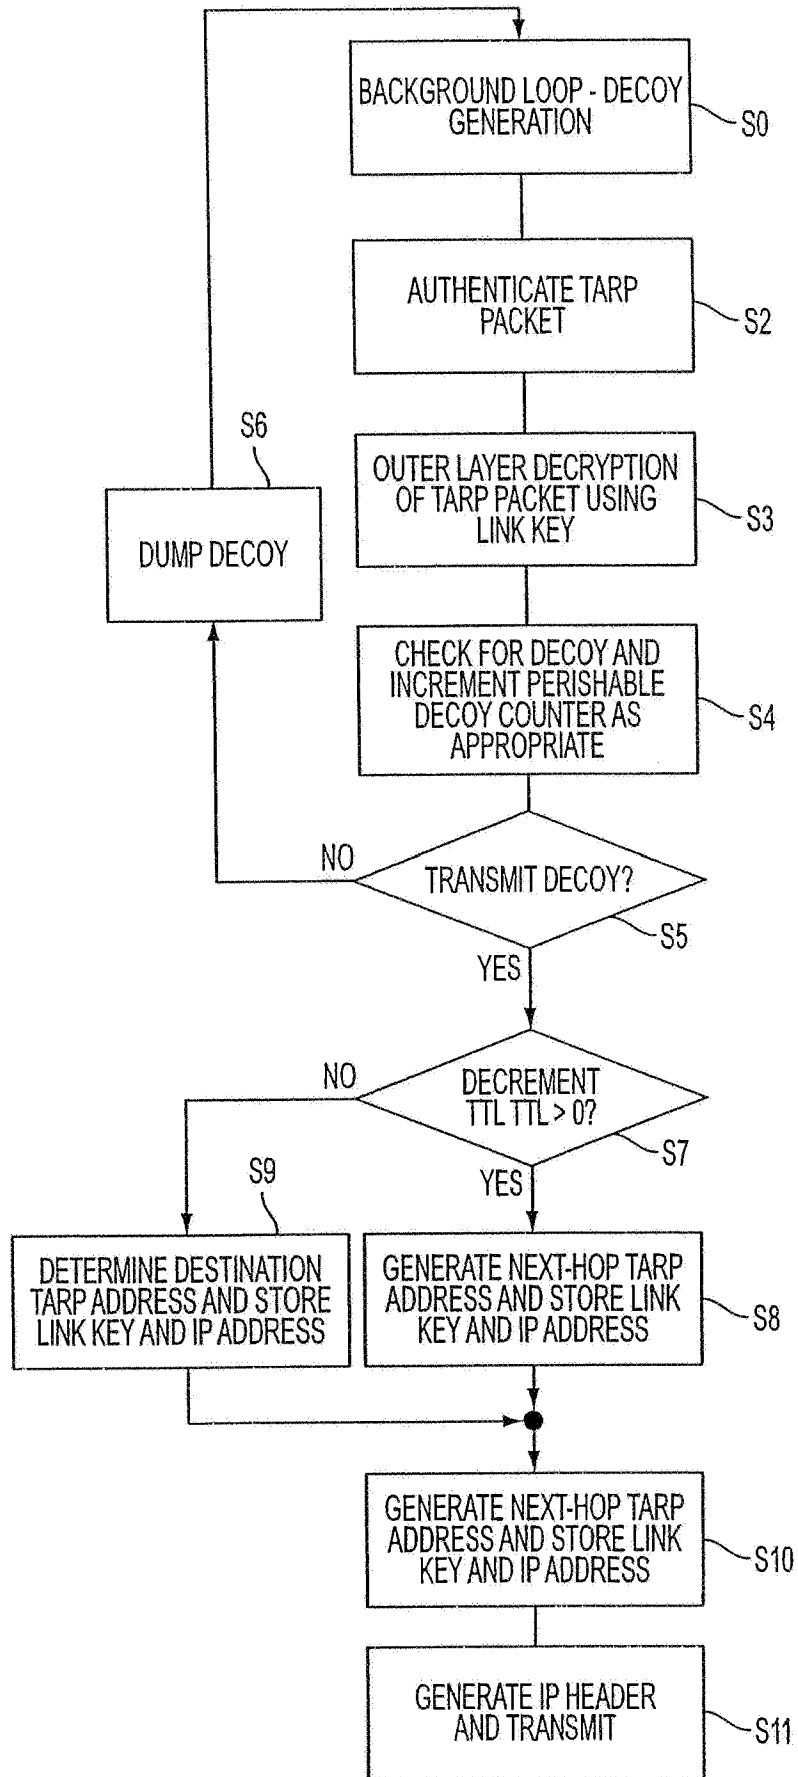 BACKGROUND LOOP - DECOY
GENERATION
S0
AUTHENTICATE TARP
PACKET
S2
S6
OUTER LAYER DECRYPTION
OF TARP PACKET USING
LINK KEY
S3
DUMP DECOY
CHECK FOR DECOY AND
INCREMENT PERISHABLE
DECOY COUNTER AS
APPROPRIATE
S4
NO
TRANSMIT DECOY?
S5
YES
NO
DECREMENT
TTL TTL > 0?
S7
YES
S9
DETERMINE DESTINATION
TARP ADDRESS AND STORE
LINK KEY AND IP ADDRESS
GENERATE NEXT-HOP TARP
ADDRESS AND STORE LINK
KEY AND IP ADDRESS
S8
GENERATE NEXT-HOP TARP
ADDRESS AND STORE LINK
KEY AND IP ADDRESS
S10
GENERATE IP HEADER
AND TRANSMIT
S11